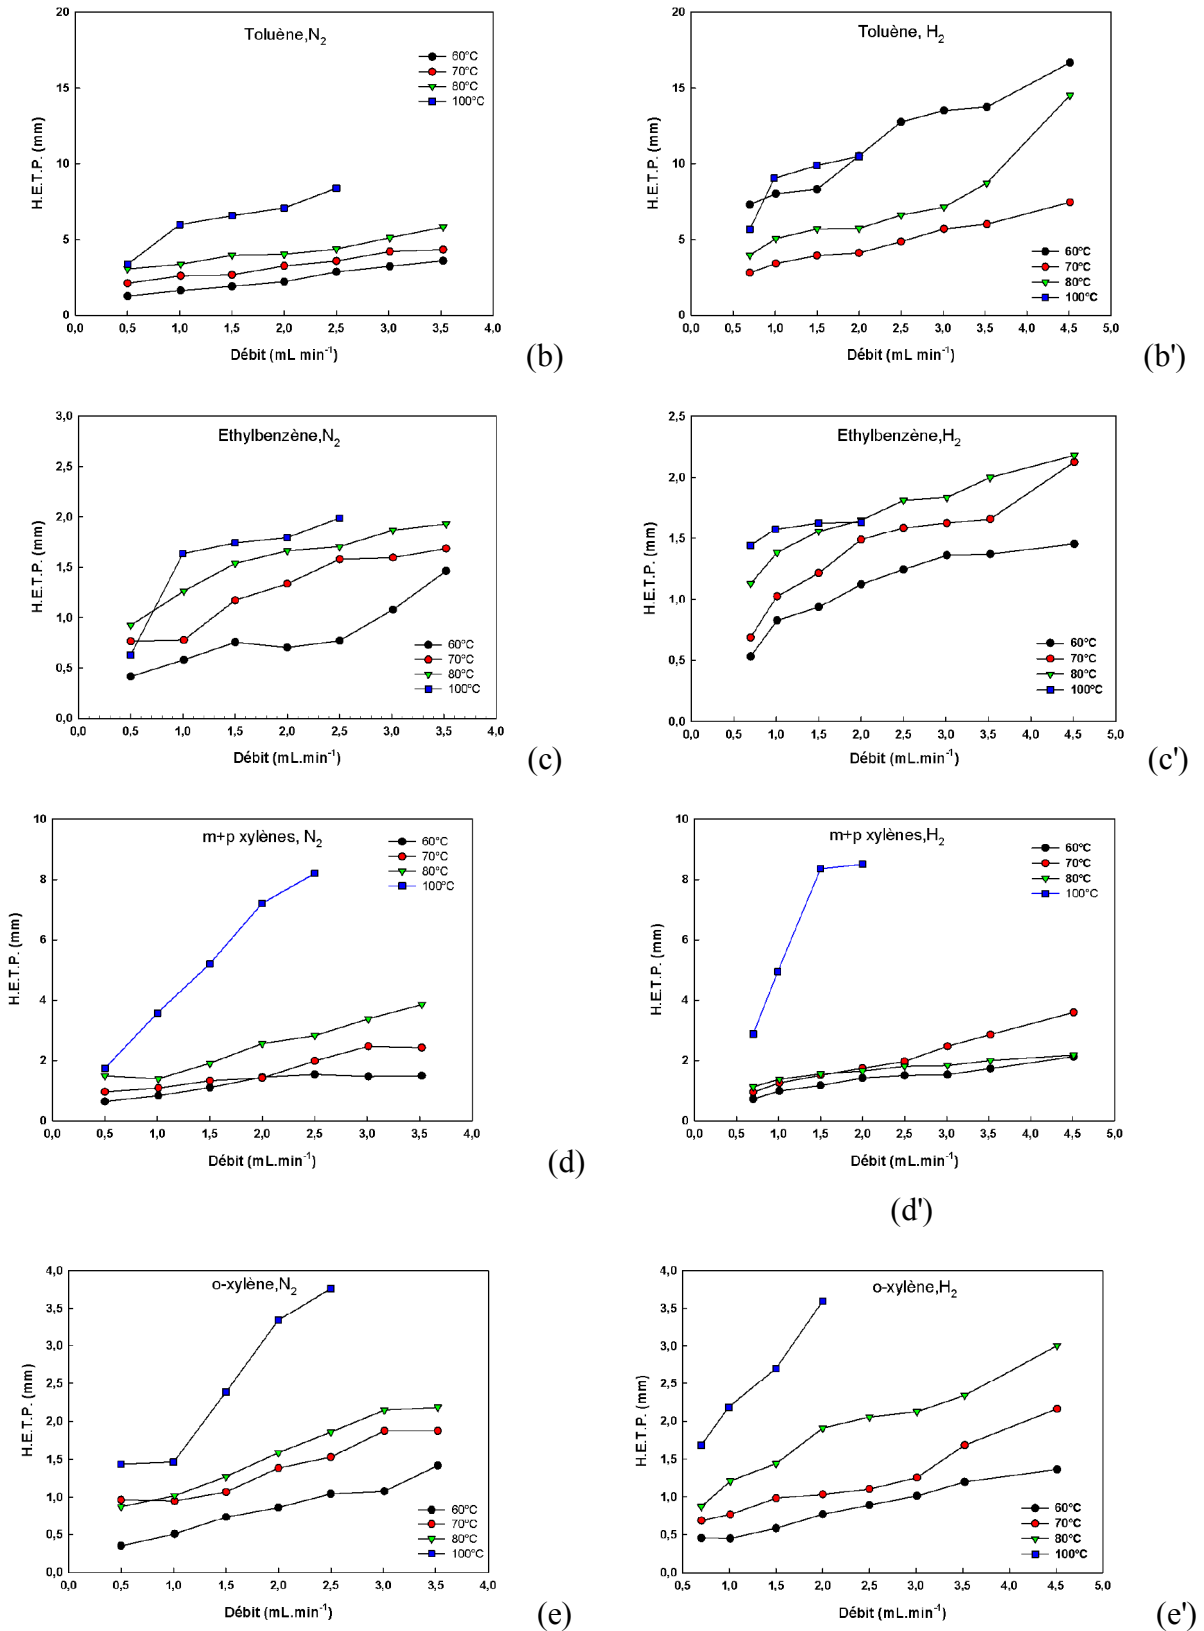 Toluène,N2
H.E.T.P. (mm)
20
15
10
5
0
0,0 0,5 1,0 1,5 2,0 2,5 3,0 3,5 4,0
Débit (mL min-1)
60°C
70°C
80°C
100°C
(b)
Toluène, H2
H.E.T.P. (mm)
20
15
10
5
0
0,0 0,5 1,0 1,5 2,0 2,5 3,0 3,5 4,0 4,5 5,0
Débit (mL min-1)
60°C
70°C
80°C
100°C
(b')
Ethylbenzène,N2
H.E.T.P. (mm)
3,0
2,5
2,0
1,5
1,0
0,5
0,0
0,0 0,5 1,0 1,5 2,0 2,5 3,0 3,5 4,0
Débit (mL.min-1)
60°C
70°C
80°C
100°C
(c)
Ethylbenzène,H2
H.E.T.P. (mm)
2,5
2,0
1,5
1,0
0,5
0,0
0,0 0,5 1,0 1,5 2,0 2,5 3,0 3,5 4,0 4,5 5,0
Débit (mL.min-1)
60°C
70°C
80°C
100°C
(c')
m+p xylènes, N2
H.E.T.P. (mm)
10
8
6
4
2
0
0,0 0,5 1,0 1,5 2,0 2,5 3,0 3,5 4,0
Débit (mL.min-1)
60°C
70°C
80°C
100°C
(d)
m+p xylènes,H2
H.E.T.P. (mm)
10
8
6
4
2
0
0,0 0,5 1,0 1,5 2,0 2,5 3,0 3,5 4,0 4,5 5,0
Débit (mL.min-1)
60°C
70°C
80°C
100°C
(d')
o-xylène,N2
H.E.T.P. (mm)
4,0
3,5
3,0
2,5
2,0
1,5
1,0
0,5
0,0
0,0 0,5 1,0 1,5 2,0 2,5 3,0 3,5 4,0
Débit (mL.min-1)
60°C
70°C
80°C
100°C
(e)
o-xylène,H2
H.E.T.P. (mm)
4,0
3,5
3,0
2,5
2,0
1,5
1,0
0,5
0,0
0,5 1,0 1,5 2,0 2,5 3,0 3,5 4,0 4,5 5,0
Débit (mL.min-1)
60°C
70°C
80°C
100°C
(e')